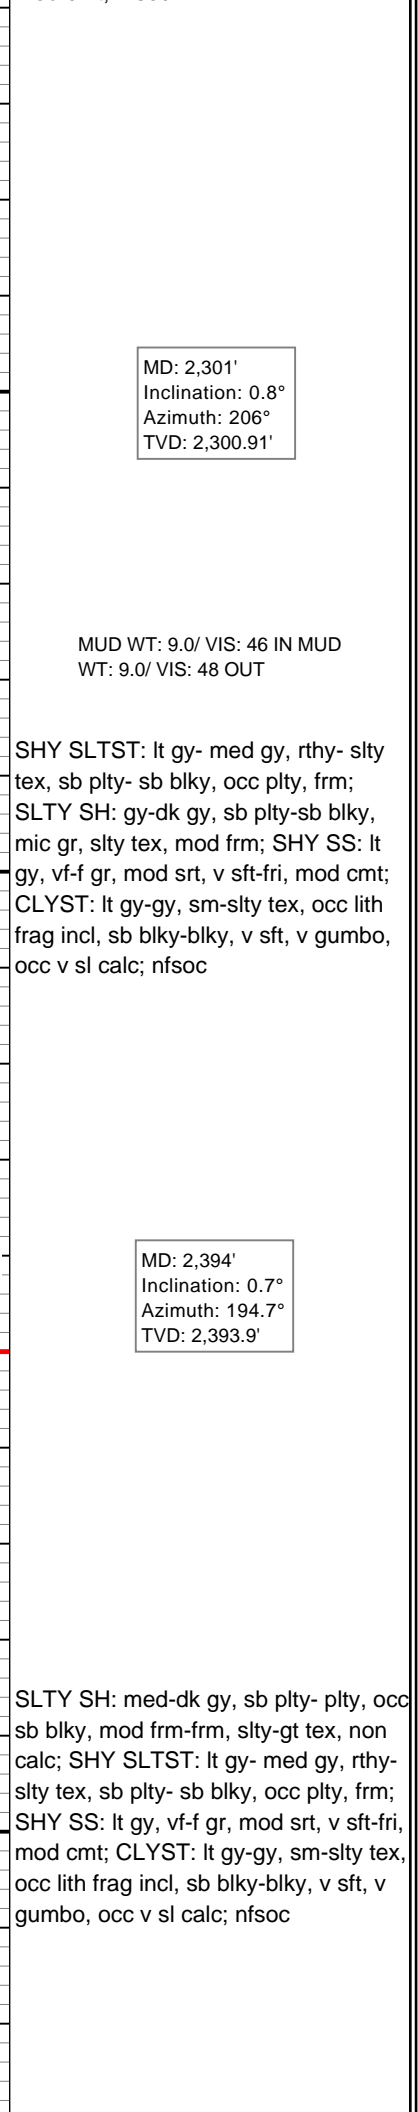 MD: 2,301'
Inclination: 0.8°
Azimuth: 206°
TVD: 2,300.91'
MUD WT: 9.0/ VIS: 46 IN MUD
WT: 9.0/ VIS: 48 OUT
SHY SLTST: lt gy- med gy, rthy- slty
tex, sb plty- sb blky, occ plty, frm;
SLTY SH: gy-dk gy, sb plty-sb blky,
mic gr, slty tex, mod frm; SHY SS: lt
gy, vf-f gr, mod srt, v sft-fri, mod cmt;
CLYST: lt gy-gy, sm-slty tex, occ lith
frag incl, sb blky-blky, v sft, v gumbo,
occ v sl calc; nfsoc
MD: 2,394'
Inclination: 0.7°
Azimuth: 194.7°
TVD: 2,393.9'
SLTY SH: med-dk gy, sb plty- plty, occ
sb blky, mod frm-frm, slty-gt tex, non
calc; SHY SLTST: lt gy- med gy, rthy-
slty tex, sb plty- sb blky, occ plty, frm;
SHY SS: lt gy, vf-f gr, mod srt, v sft-fri,
mod cmt; CLYST: lt gy-gy, sm-slty tex,
occ lith frag incl, sb blky-blky, v sft, v
gumbo, occ v sl calc; nfsoc